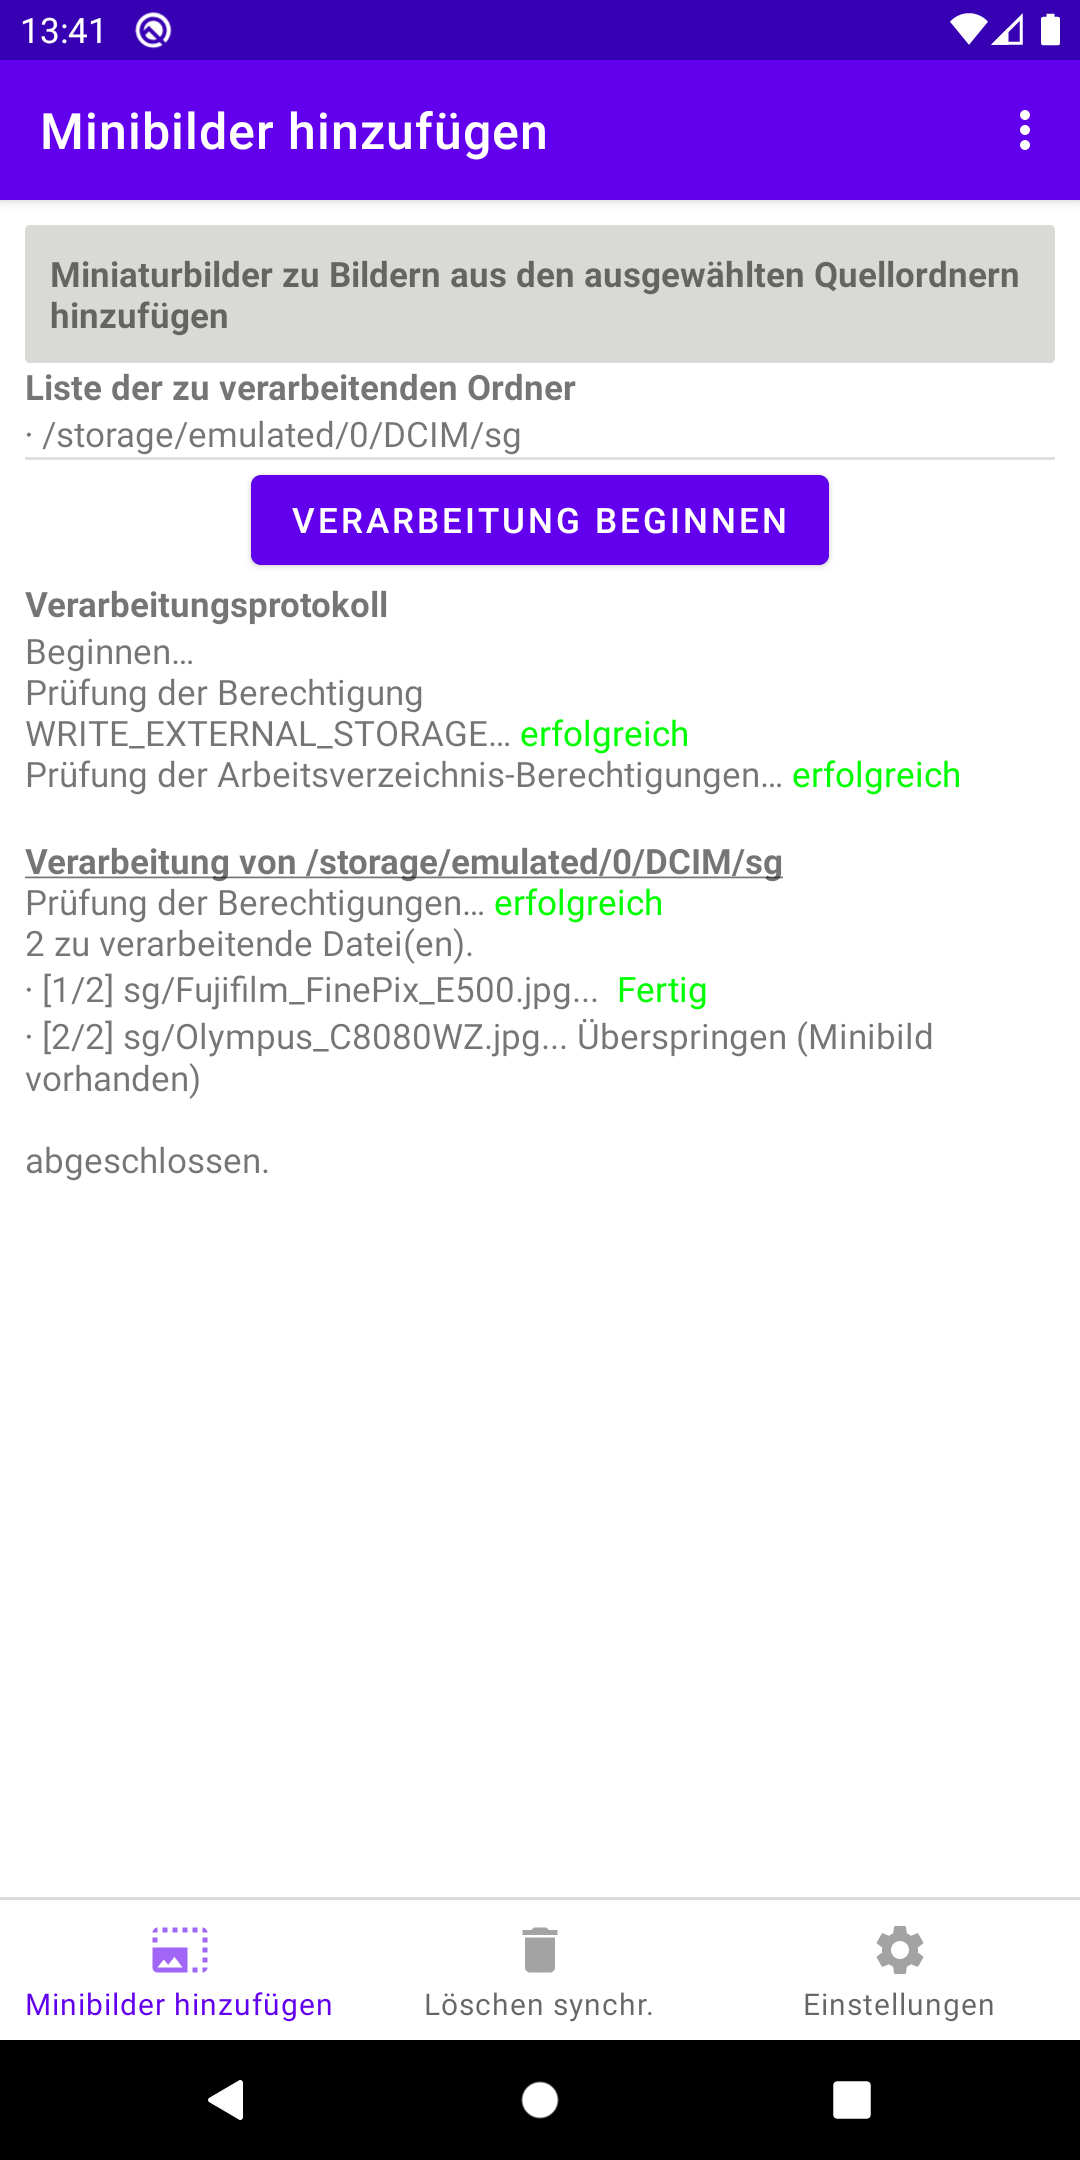 13:41
Minibilder hinzufügen
Miniaturbilder zu Bildern aus den ausgewählten Quellordnern
hinzufügen
Liste der zu verarbeitenden Ordner
· /storage/emulated/0/DCIM/sg
VERARBEITUNG BEGINNEN
Verarbeitungsprotokoll
Beginnen…
Prüfung der Berechtigung
WRITE_EXTERNAL_STORAGE… erfolgreich
Prüfung der Arbeitsverzeichnis-Berechtigungen… erfolgreich
Verarbeitung von /storage/emulated/0/DCIM/sg
Prüfung der Berechtigungen… erfolgreich
2 zu verarbeitende Datei(en).
· [1/2] sg/Fujifilm_FinePix_E500.jpg... Fertig
· [2/2] sg/Olympus_C8080WZ.jpg... Überspringen (Minibild
vorhanden)
abgeschlossen.
Minibilder hinzufügen
Löschen synchr.
Einstellungen